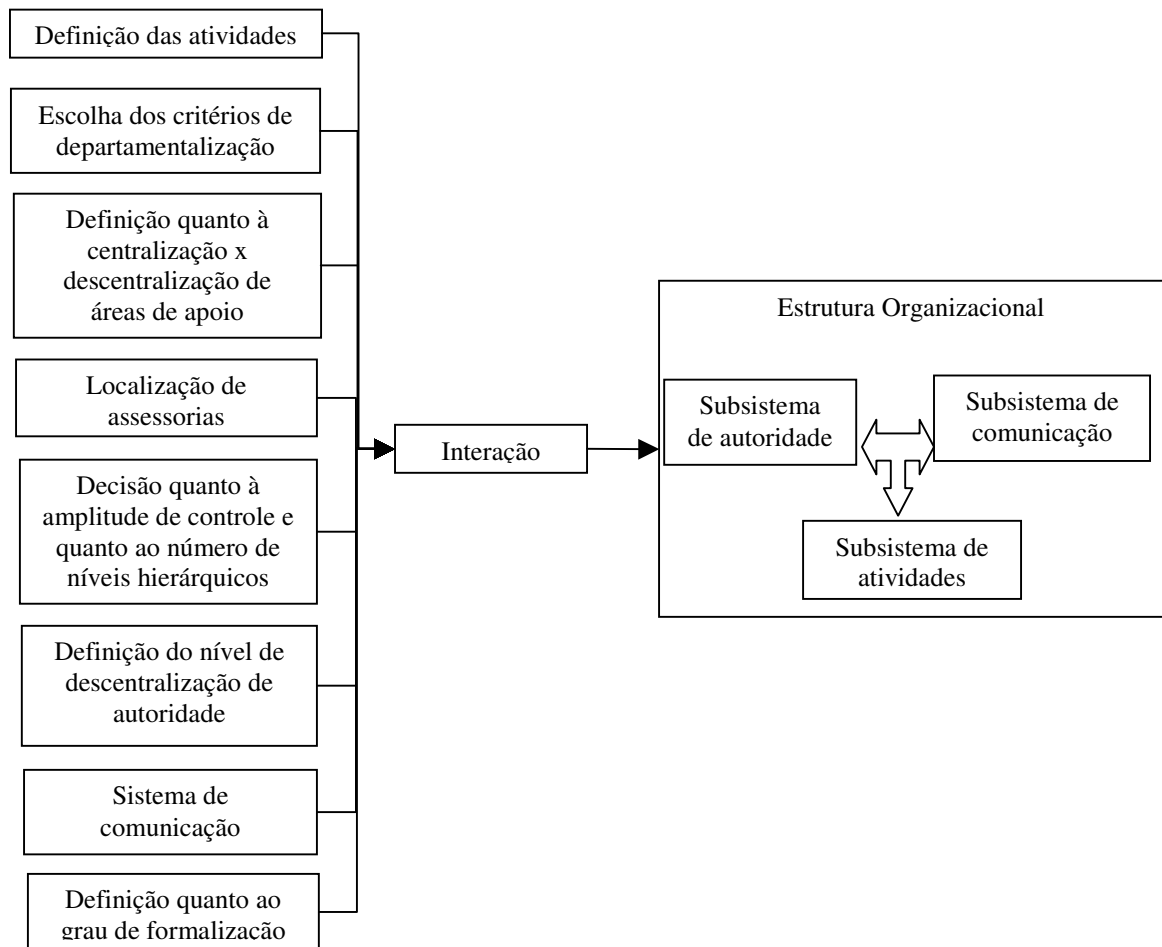 Definição das atividades
Escolha dos critérios de
departamentalização
Definição quanto à
centralização x
descentralização de
áreas de apoio
Localização de
assessorias
Decisão quanto à
amplitude de controle e
quanto ao número de
níveis hierárquicos
Definição do nível de
descentralização de
autoridade
Sistema de
comunicação
Definição quanto ao
grau de formalização
Interação
Estrutura Organizacional
Subsistema
de autoridade
Subsistema de
comunicação
Subsistema de
atividades